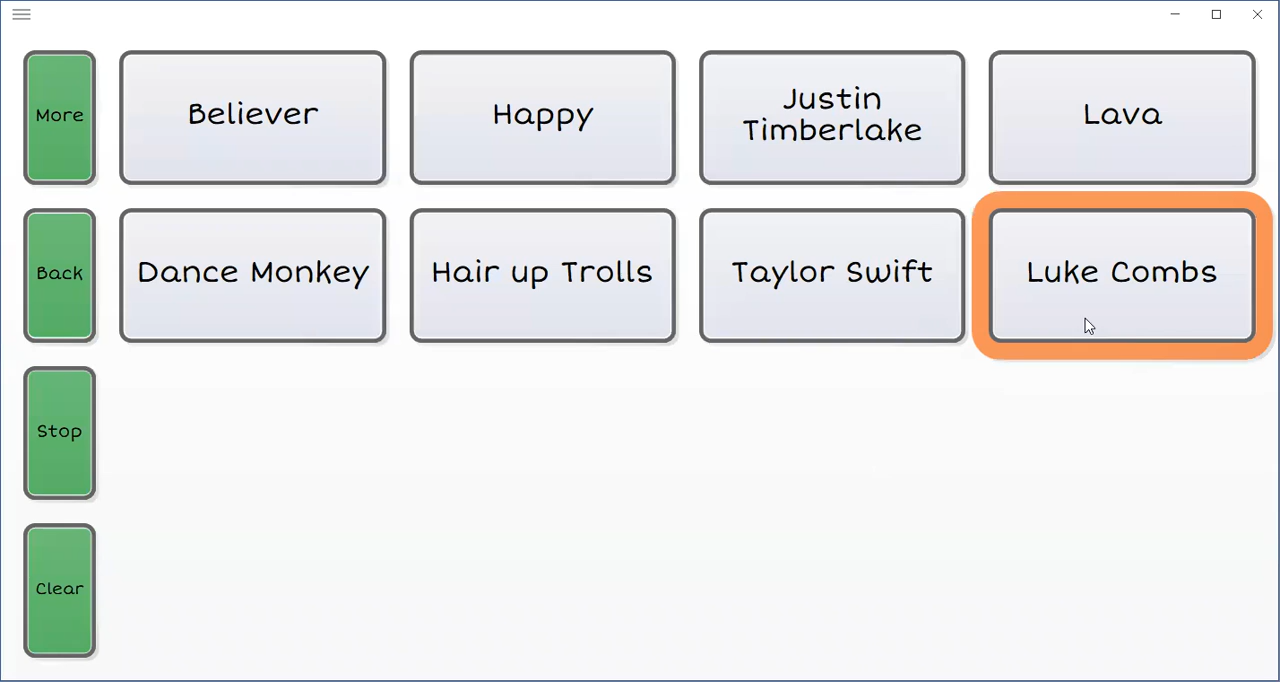 More
Believer
Happy
Justin
Timberlake
Lava
Back
Dance Monkey
Hair up Trolls
Taylor Swift
Luke Combs
Stop
Clear